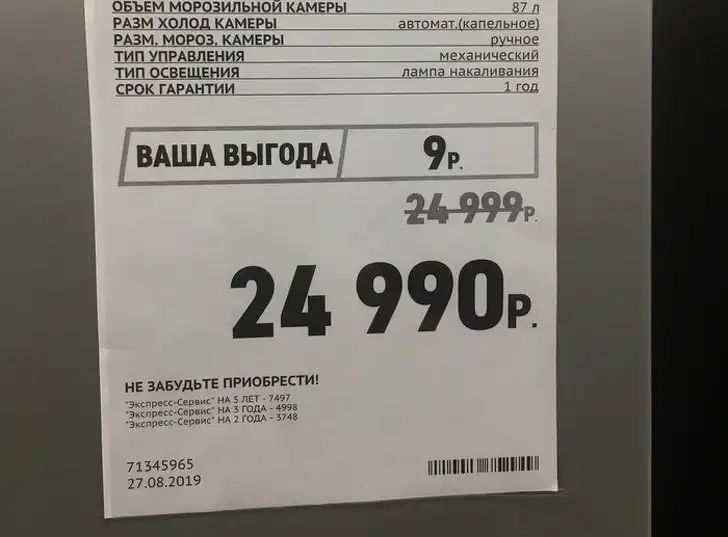 ОБЪЕМ МОРОЗИЛЬНОЙ КАМЕРЫ 87 л
РАЗМ ХОЛОД КАМЕРЫ автомат.(капельное)
РАЗМ. МОРОЗ. КАМЕРЫ ручное
ТИП УПРАВЛЕНИЯ механический
ТИП ОСВЕЩЕНИЯ лампа накаливания
СРОК ГАРАНТИИ 1 год
ВАША ВЫГОДА 9Р.
24 999Р.
24 990Р.
НЕ ЗАБУДЬТЕ ПРИОБРЕСТИ!
"Экспресс-Сервис" НА 5 ЛЕТ - 7497
"Экспресс-Сервис" НА 3 ГОДА - 4998
"Экспресс-Сервис" НА 2 ГОДА - 3748
71345965
27.08.2019